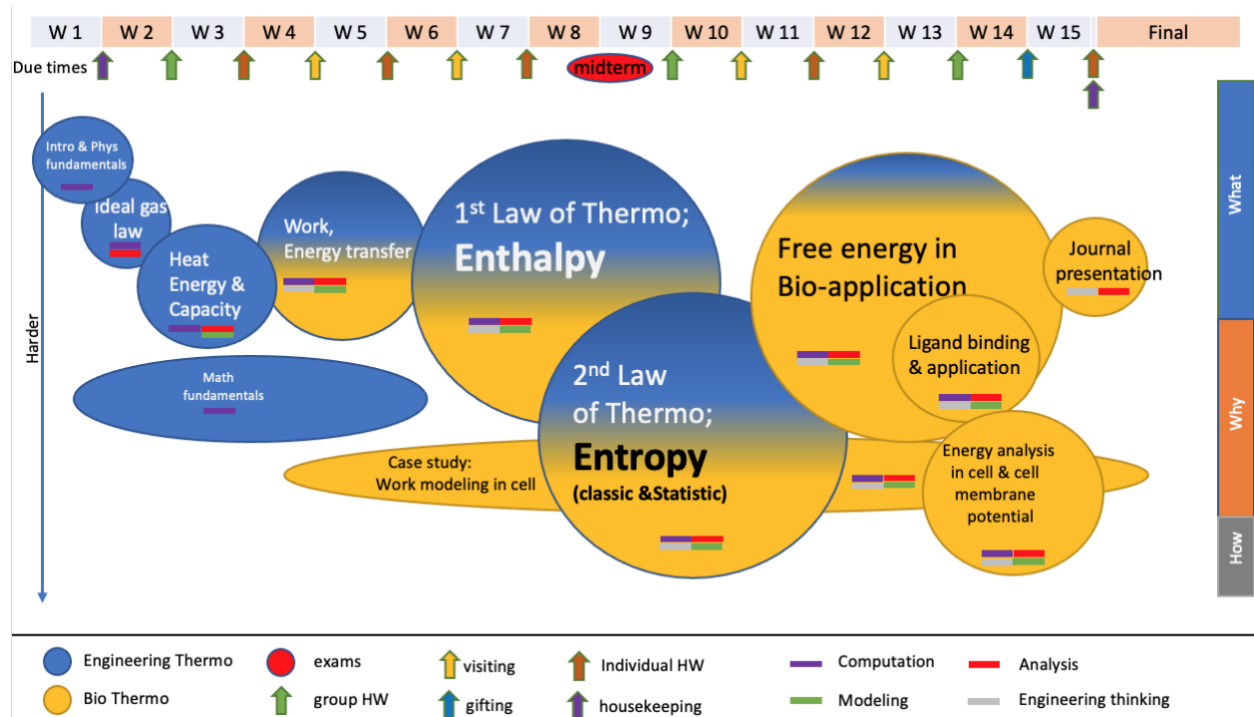 W 1 W 2 W 3 W 4 W 5 W 6 W 7 W 8 W 9 W 10 W 11 W 12 W 13 W 14 W 15 Final
Due times
midterm
Harder
Intro & Phys
fundamentals
Ideal gas
law
Heat
Energy &
Capacity
Work,
Energy transfer
1st Law of Thermo;
Enthalpy
2nd Law
of Thermo;
Entropy
(classic &Statistic)
Free energy in
Bio-application
Ligand binding
& application
Journal
presentation
Math
fundamentals
Case study:
Work modeling in cell
Energy analysis
in cell & cell
membrane
potential
What
Why
How
Engineering Thermo
exams
visiting
Individual HW
Computation
Analysis
Bio Thermo
group HW
gifting
housekeeping
Modeling
Engineering thinking